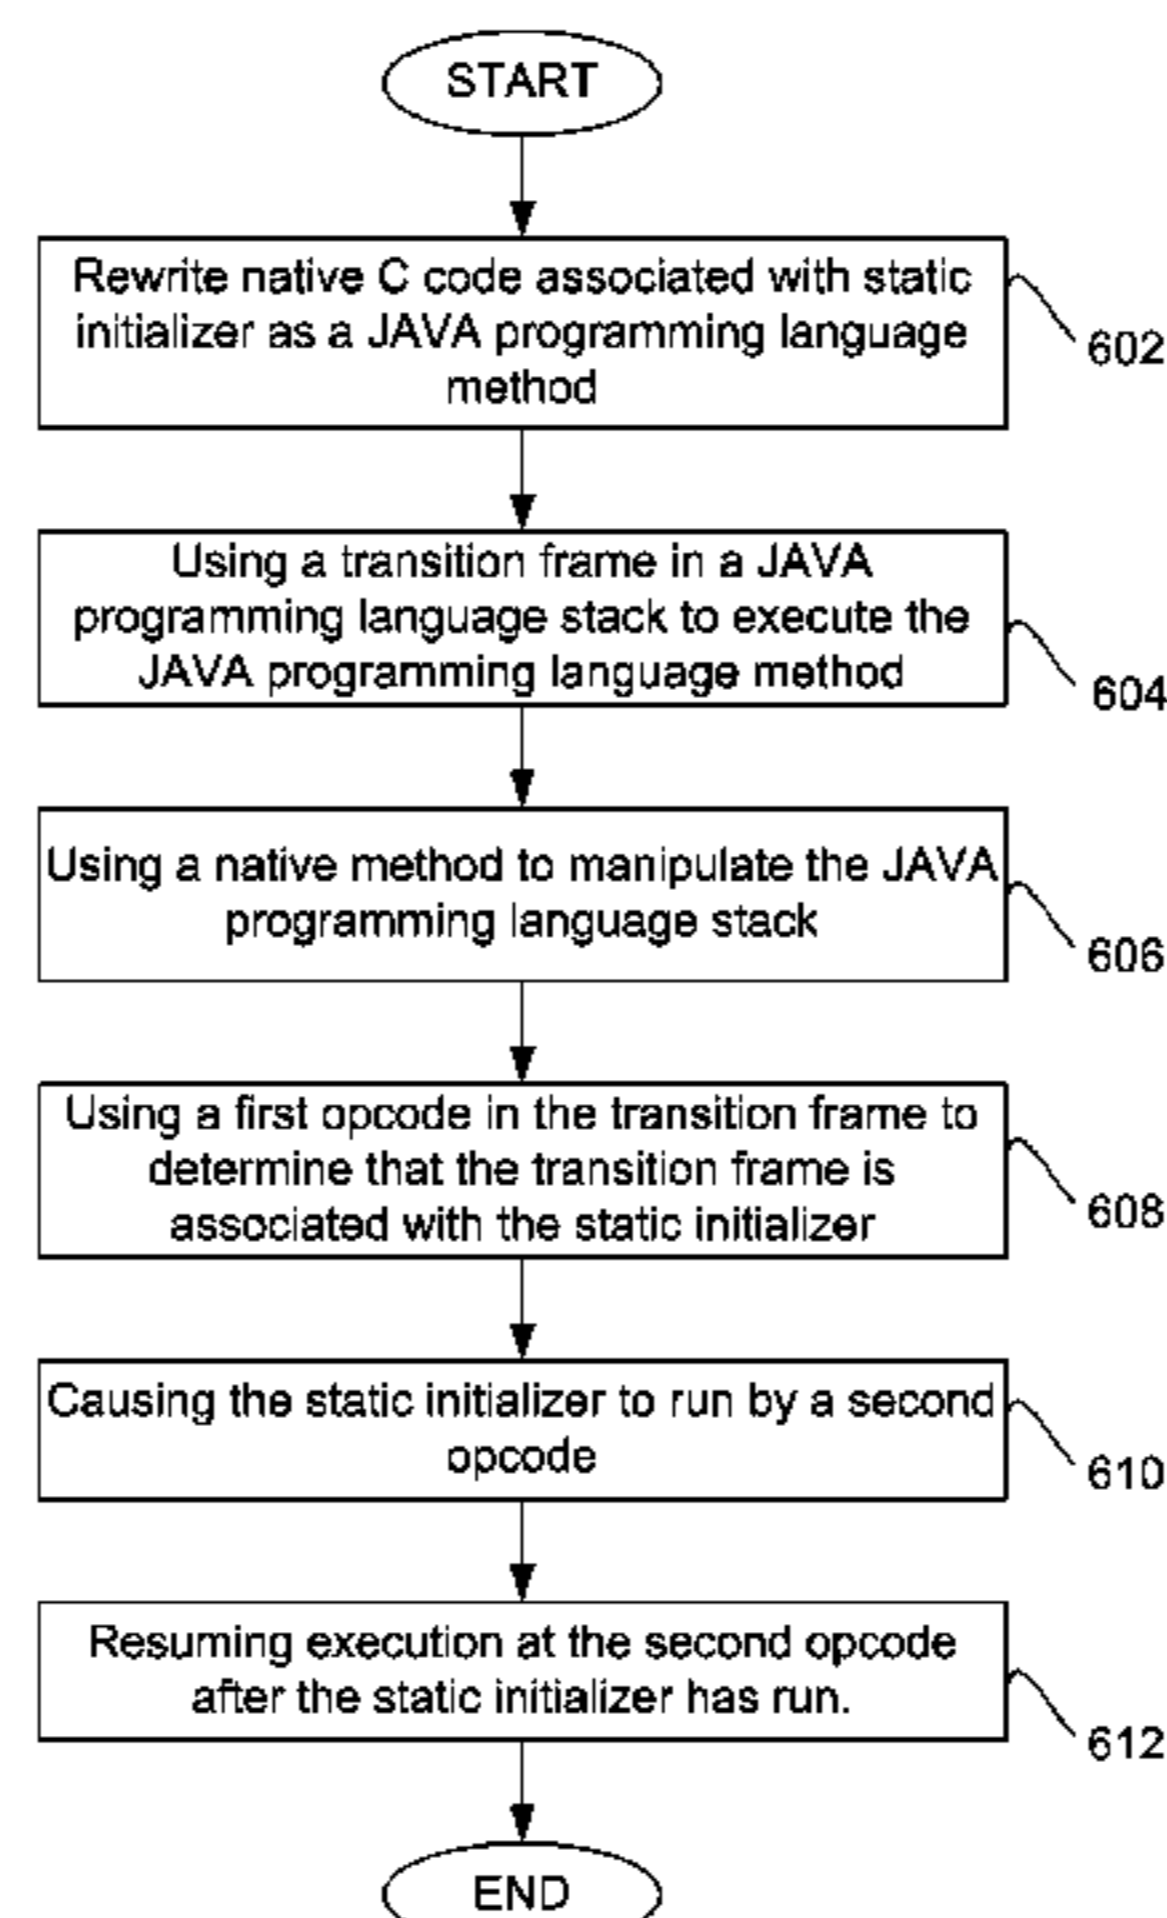 START
Rewrite native C code associated with static
initializer as a JAVA programming language
method
602
Using a transition frame in a JAVA
programming language stack to execute the
JAVA programming language method
604
Using a native method to manipulate the JAVA
programming language stack
606
Using a first opcode in the transition frame to
determine that the transition frame is
associated with the static initializer
608
Causing the static initializer to run by a second
opcode
610
Resuming execution at the second opcode
after the static initializer has run.
612
END